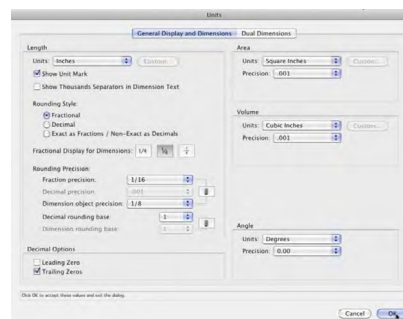 Units
General Display and Dimensions
Dual Dimensions
Length
Units: Inches
Custom...
Show Unit Mark
Show Thousands Separators in Dimension Text
Rounding Style:
Fractional
Decimal
Exact as Fractions / Non-Exact as Decimals
Fractional Display for Dimensions: 1/4
Rounding Precision:
Fraction precision: 1/16
Decimal precision: .001
Dimension object precision: 1/8
Decimal rounding base: 1
Dimension rounding base:
Decimal Options
Leading Zero
Trailing Zeros
Area
Units: Square Inches
Custom...
Precision: .001
Volume
Units: Cubic Inches
Custom...
Precision: .001
Angle
Units: Degrees
Precision: 0.00
Click OK to accept these values and exit the dialog.
Cancel
OK